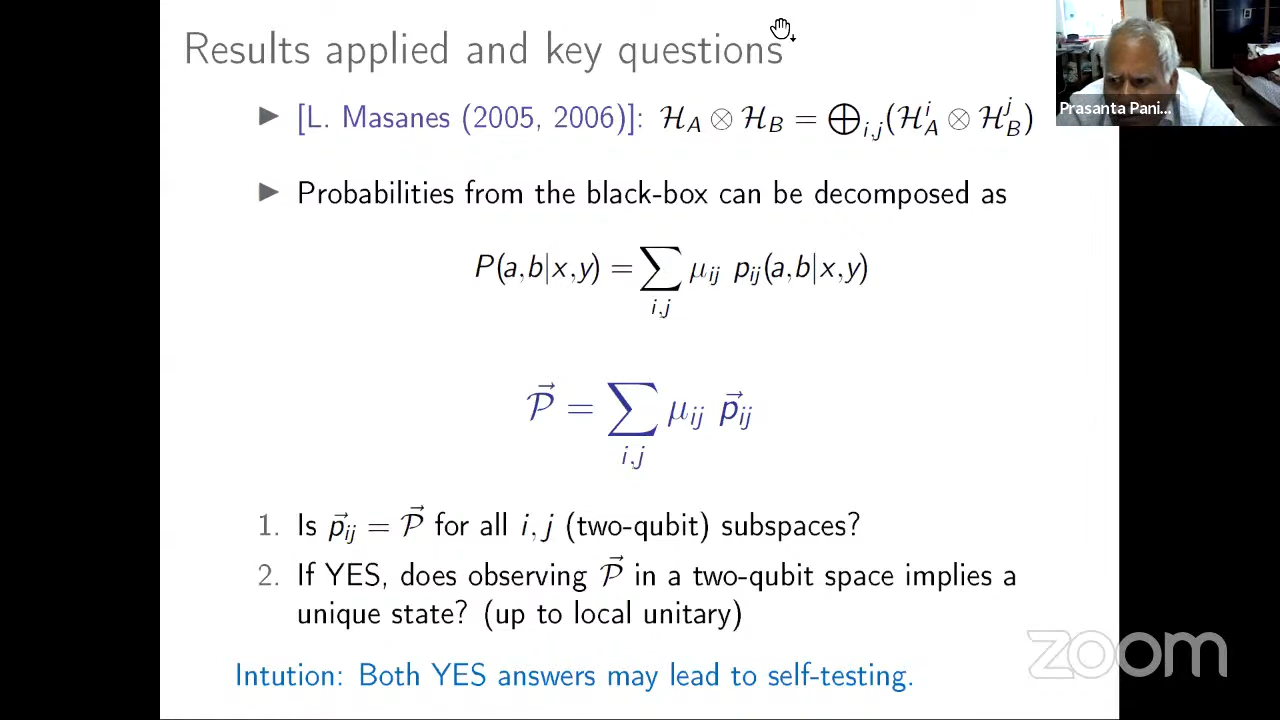 Results applied and key questions
▶ [L. Masanes (2005, 2006)]: ℋ_A ⊗ ℋ_B = ⊕_{i,j}(ℋ_A^i ⊗ ℋ_B^j)
▶ Probabilities from the black-box can be decomposed as
P(a,b|x,y) = ∑_{i,j} μ_{ij} p_{ij}(a,b|x,y)
𝒫⃗ = ∑_{i,j} μ_{ij} p⃗_{ij}
1. Is p⃗_{ij} = 𝒫⃗ for all i, j (two-qubit) subspaces?
2. If YES, does observing 𝒫⃗ in a two-qubit space implies a
unique state? (up to local unitary)
Intution: Both YES answers may lead to self-testing.
Prasanta Pani...
zoom